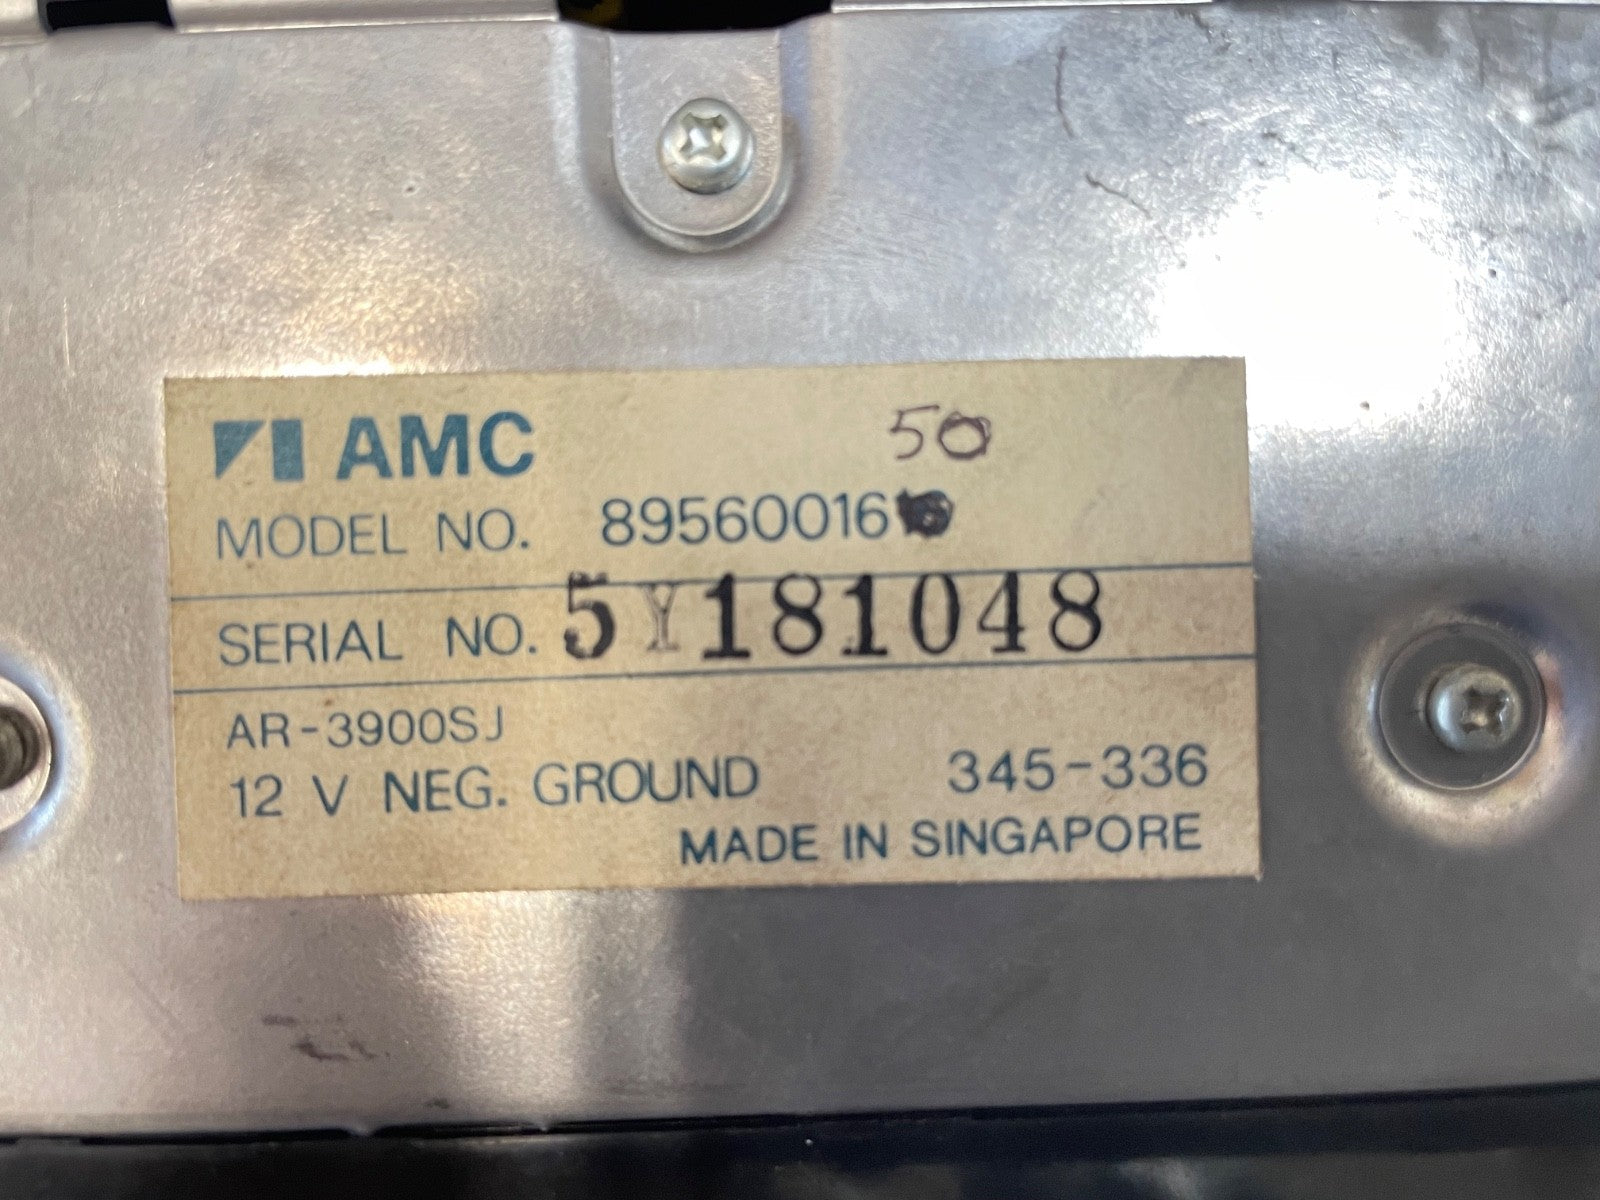 AMC
50
MODEL NO. 89560016
SERIAL NO. 5Y181048
AR-3900SJ
12 V NEG. GROUND 345-336
MADE IN SINGAPORE